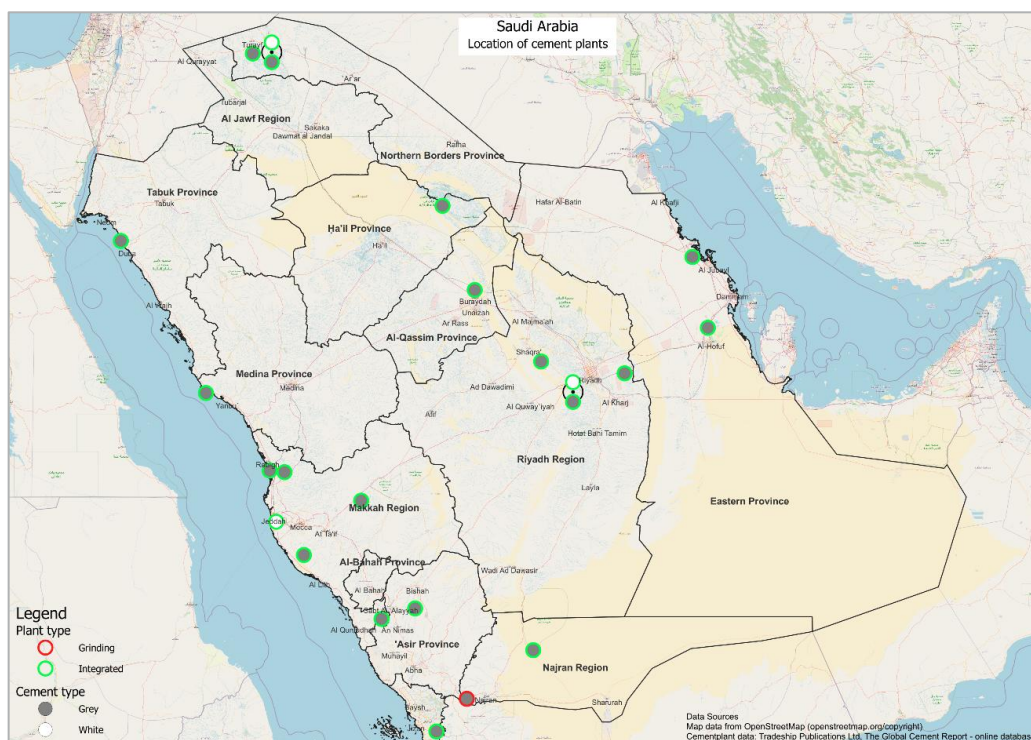 Saudi Arabia
Location of cement plants
Turayf
Al Qurayyat
Ar'ar
Tubarjal
Al Jawf Region
Sakaka
Dawmat al Jandal
Rafha
Northern Borders Province
Tabuk Province
Tabuk
Hafar Al-Batin
Al Khafji
Neom
Ha'il Province
Ha'il
Duba
Al Jubayl
Al Wajh
Buraydah
Unaizah
Dammam
Ar Rass
Al Majma'ah
Al-Qassim Province
Al-Hofuf
Shaqra'
Medina Province
Medina
Riyadh
Ad Dawadimi
Yanbu
Afif
Al Quway'iyah
Al Kharj
Hotat Bahi Tamim
Riyadh Region
Rabigh
Layla
Eastern Province
Makkah Region
Jeddah
Mecca
At Ta'if
Al-Bahah Province
Wadi Ad Dawasir
Al Lith
Al Bahah
Bishah
Sabt Al Alayyah
Al Qunfudhah
An Nimas
'Asir Province
Muhayil
Abha
Najran Region
Najran
Sharurah
Baysh
Jizan
Legend
Plant type
Grinding
Integrated
Cement type
Grey
White
Data Sources
Map data from OpenStreetMap (openstreetmap.org/copyright)
Cementplant data: Tradeship Publications Ltd, The Global Cement Report - online databas